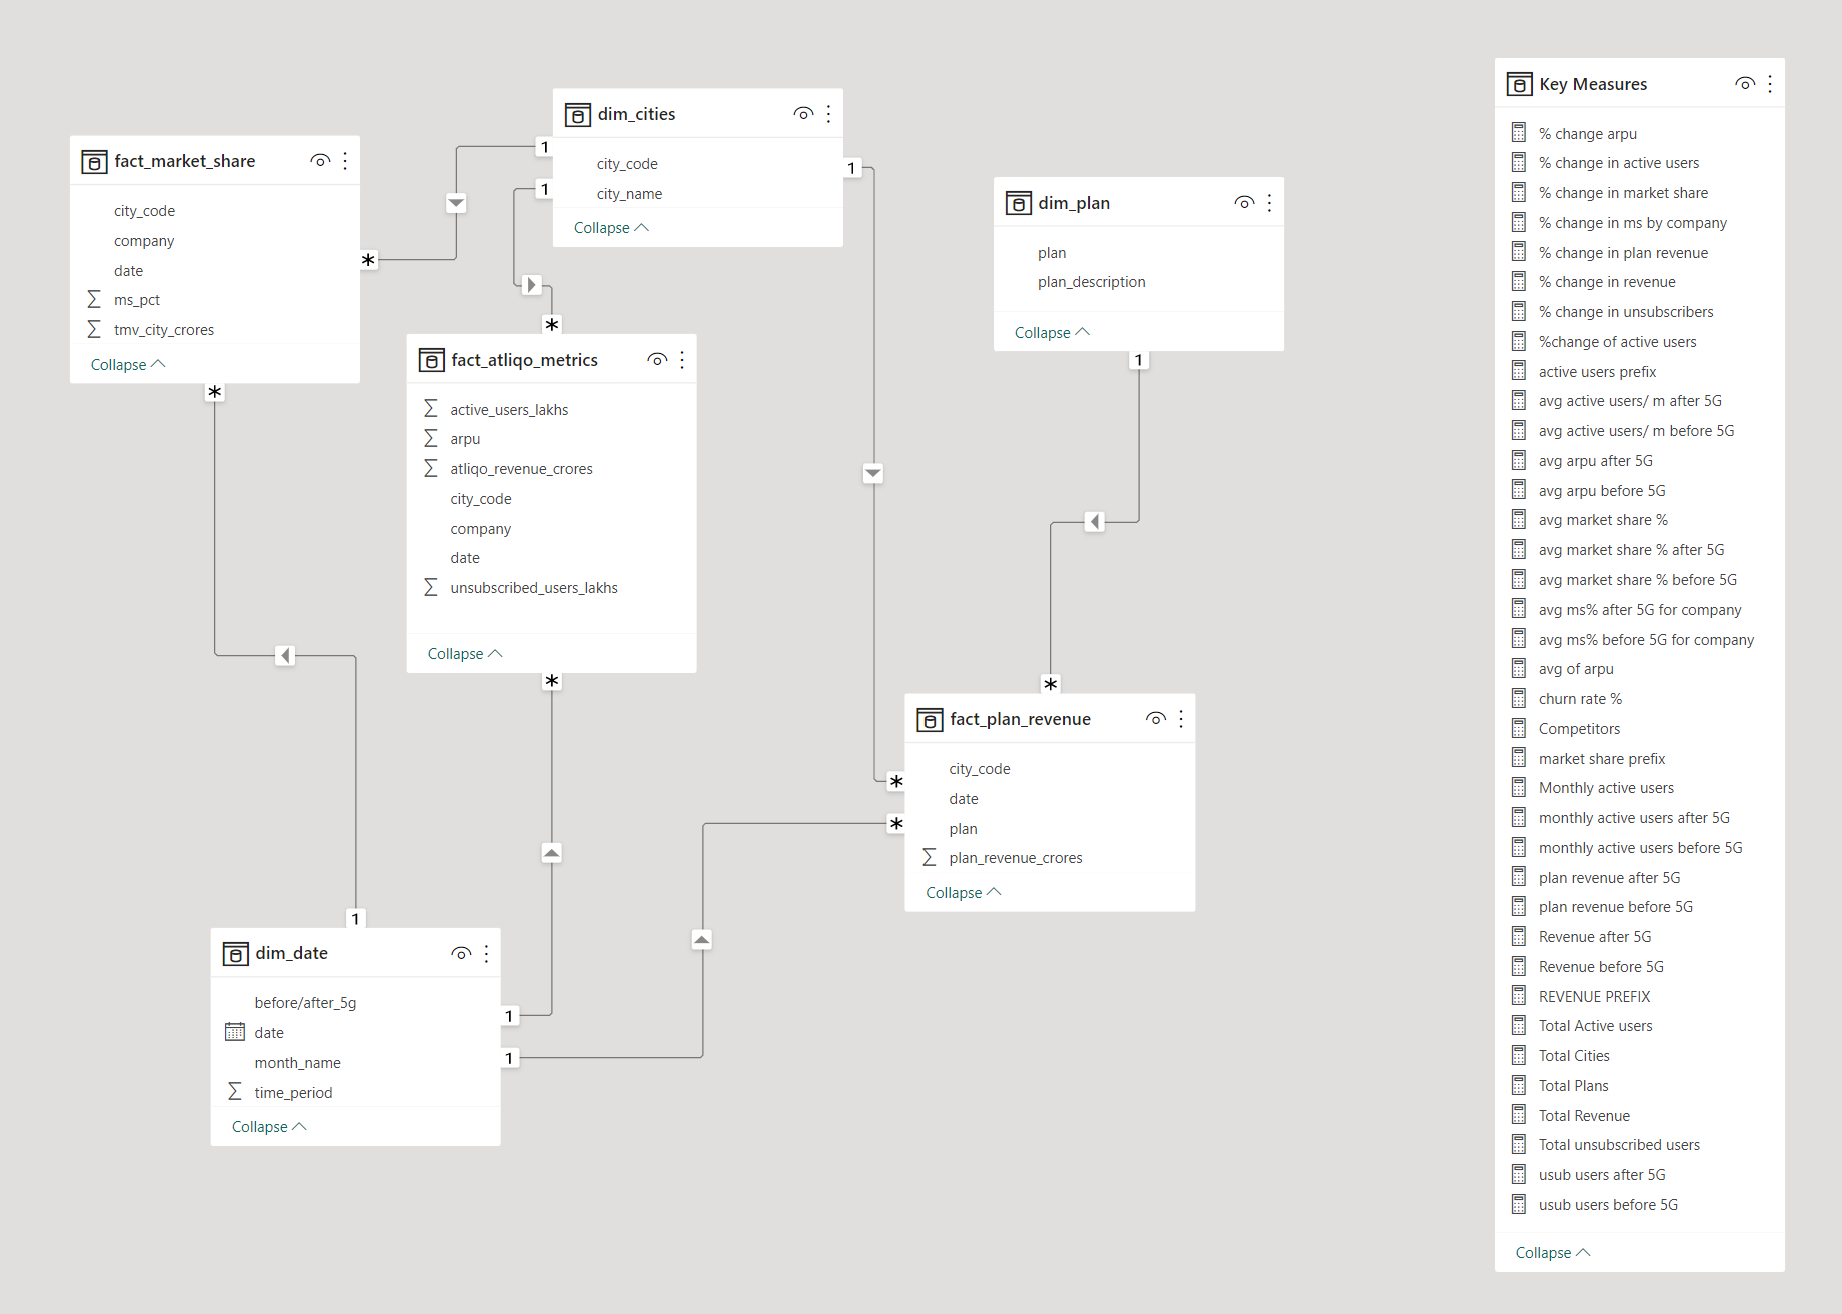 fact_market_share
city_code
company
date
ms_pct
tmv_city_crores
Collapse
*
*
dim_cities
city_code
city_name
Collapse
1
1
1
fact_atliqo_metrics
active_users_lakhs
arpu
atliqo_revenue_crores
city_code
company
date
unsubscribed_users_lakhs
Collapse
*
*
dim_plan
plan
plan_description
Collapse
1
fact_plan_revenue
city_code
date
plan
plan_revenue_crores
Collapse
*
*
*
dim_date
before/after_5g
date
month_name
time_period
Collapse
1
1
1
Key Measures
% change arpu
% change in active users
% change in market share
% change in ms by company
% change in plan revenue
% change in revenue
% change in unsubscribers
%change of active users
active users prefix
avg active users/ m after 5G
avg active users/ m before 5G
avg arpu after 5G
avg arpu before 5G
avg market share %
avg market share % after 5G
avg market share % before 5G
avg ms% after 5G for company
avg ms% before 5G for company
avg of arpu
churn rate %
Competitors
market share prefix
Monthly active users
monthly active users after 5G
monthly active users before 5G
plan revenue after 5G
plan revenue before 5G
Revenue after 5G
Revenue before 5G
REVENUE PREFIX
Total Active users
Total Cities
Total Plans
Total Revenue
Total unsubscribed users
usub users after 5G
usub users before 5G
Collapse